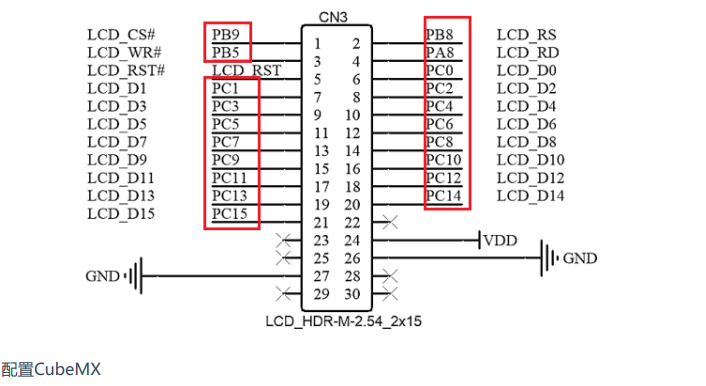 CN3
LCD_CS# PB9 1 2 PB8 LCD_RS
LCD_WR# PB5 3 4 PA8 LCD_RD
LCD_RST# LCD_RST 5 6 PC0 LCD_D0
LCD_D1 PC1 7 8 PC2 LCD_D2
LCD_D3 PC3 9 10 PC4 LCD_D4
LCD_D5 PC5 11 12 PC6 LCD_D6
LCD_D7 PC7 13 14 PC8 LCD_D8
LCD_D9 PC9 15 16 PC10 LCD_D10
LCD_D11 PC11 17 18 PC12 LCD_D12
LCD_D13 PC13 19 20 PC14 LCD_D14
LCD_D15 PC15 21 22
23 24 VDD
25 26 GND
GND 27 28
29 30
LCD_HDR-M-2.54_2x15
配置CubeMX